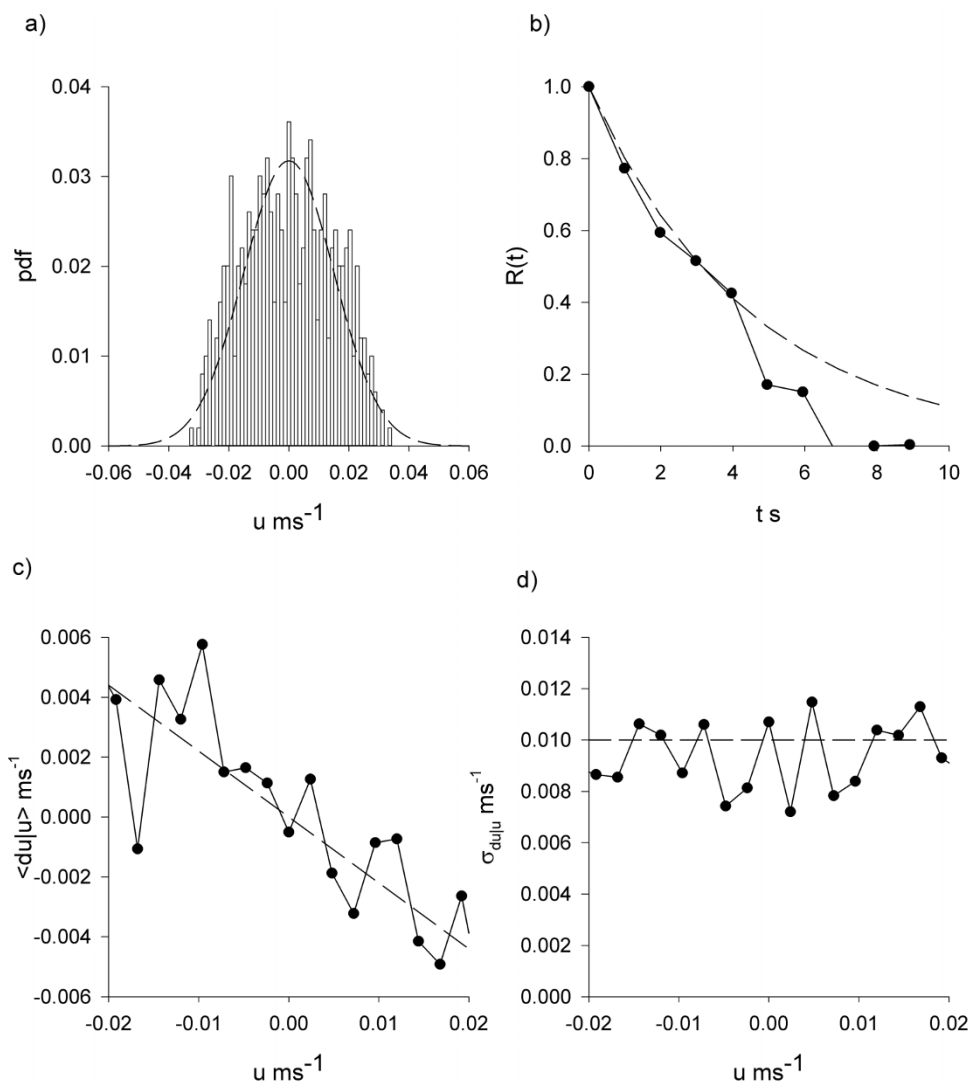 a)
0.04
0.03
0.02
0.01
0.00
pdf
-0.06 -0.04 -0.02 0.00 0.02 0.04 0.06
u ms⁻¹
b)
1.0
0.8
0.6
0.4
0.2
0.0
R(t)
0 2 4 6 8 10
t s
c)
0.006
0.004
0.002
0.000
-0.002
-0.004
-0.006
<du|u> ms⁻¹
-0.02 -0.01 0.00 0.01 0.02
u ms⁻¹
d)
0.014
0.012
0.010
0.008
0.006
0.004
0.002
0.000
σdu|u ms⁻¹
-0.02 -0.01 0.00 0.01 0.02
u ms⁻¹